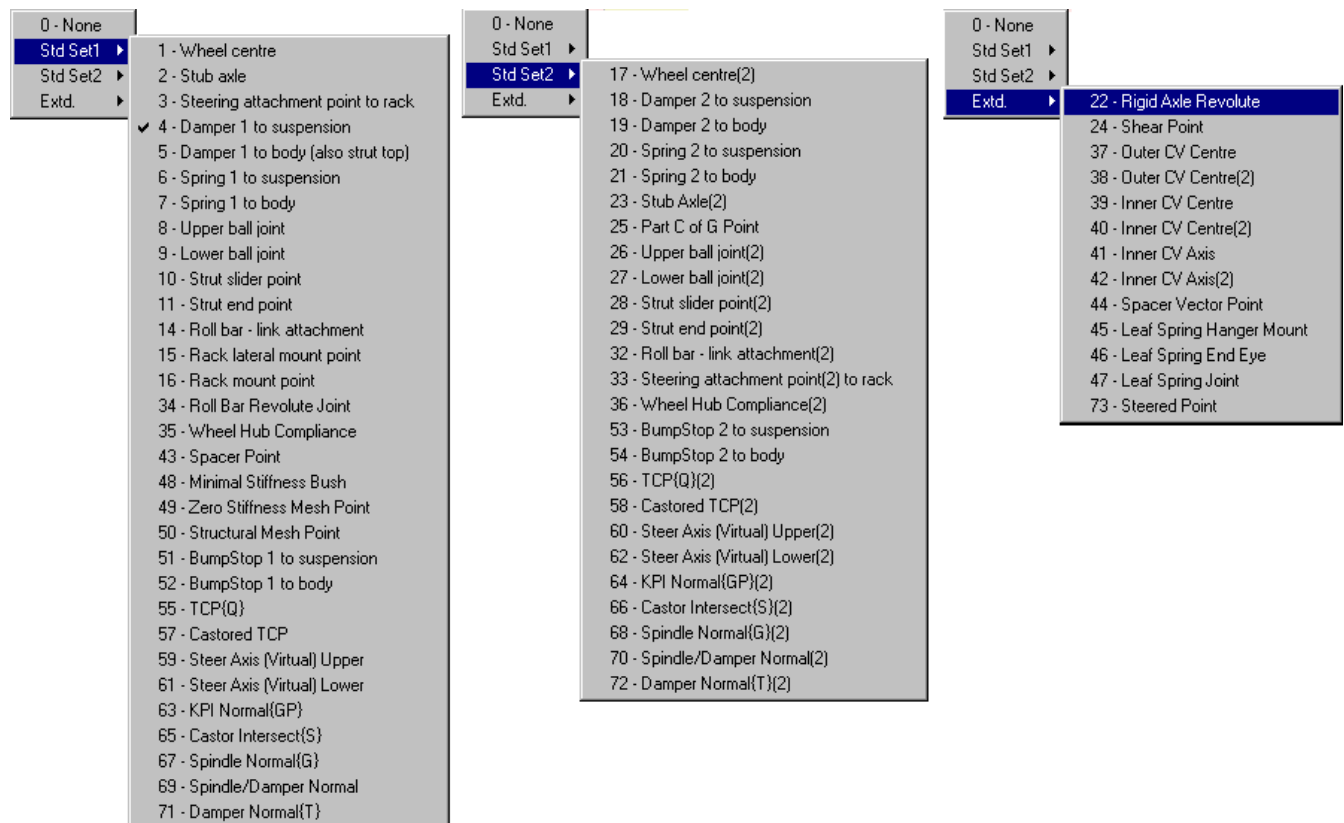 0 - None
Std Set1
Std Set2
Extd.
1 - Wheel centre
2 - Stub axle
3 - Steering attachment point to rack
4 - Damper 1 to suspension
5 - Damper 1 to body (also strut top)
6 - Spring 1 to suspension
7 - Spring 1 to body
8 - Upper ball joint
9 - Lower ball joint
10 - Strut slider point
11 - Strut end point
14 - Roll bar - link attachment
15 - Rack lateral mount point
16 - Rack mount point
34 - Roll Bar Revolute Joint
35 - Wheel Hub Compliance
43 - Spacer Point
48 - Minimal Stiffness Bush
49 - Zero Stiffness Mesh Point
50 - Structural Mesh Point
51 - BumpStop 1 to suspension
52 - BumpStop 1 to body
55 - TCP{Q}
57 - Castored TCP
59 - Steer Axis (Virtual) Upper
61 - Steer Axis (Virtual) Lower
63 - KPI Normal{GP}
65 - Castor Intersect{S}
67 - Spindle Normal{G}
69 - Spindle/Damper Normal
71 - Damper Normal{T}
0 - None
Std Set1
Std Set2
Extd.
17 - Wheel centre(2)
18 - Damper 2 to suspension
19 - Damper 2 to body
20 - Spring 2 to suspension
21 - Spring 2 to body
23 - Stub Axle(2)
25 - Part C of G Point
26 - Upper ball joint(2)
27 - Lower ball joint(2)
28 - Strut slider point(2)
29 - Strut end point(2)
32 - Roll bar - link attachment(2)
33 - Steering attachment point(2) to rack
36 - Wheel Hub Compliance(2)
53 - BumpStop 2 to suspension
54 - BumpStop 2 to body
56 - TCP{Q}(2)
58 - Castored TCP(2)
60 - Steer Axis (Virtual) Upper(2)
62 - Steer Axis (Virtual) Lower(2)
64 - KPI Normal{GP}(2)
66 - Castor Intersect{S}(2)
68 - Spindle Normal{G}(2)
70 - Spindle/Damper Normal(2)
72 - Damper Normal{T}(2)
0 - None
Std Set1
Std Set2
Extd.
22 - Rigid Axle Revolute
24 - Shear Point
37 - Outer CV Centre
38 - Outer CV Centre(2)
39 - Inner CV Centre
40 - Inner CV Centre(2)
41 - Inner CV Axis
42 - Inner CV Axis(2)
44 - Spacer Vector Point
45 - Leaf Spring Hanger Mount
46 - Leaf Spring End Eye
47 - Leaf Spring Joint
73 - Steered Point